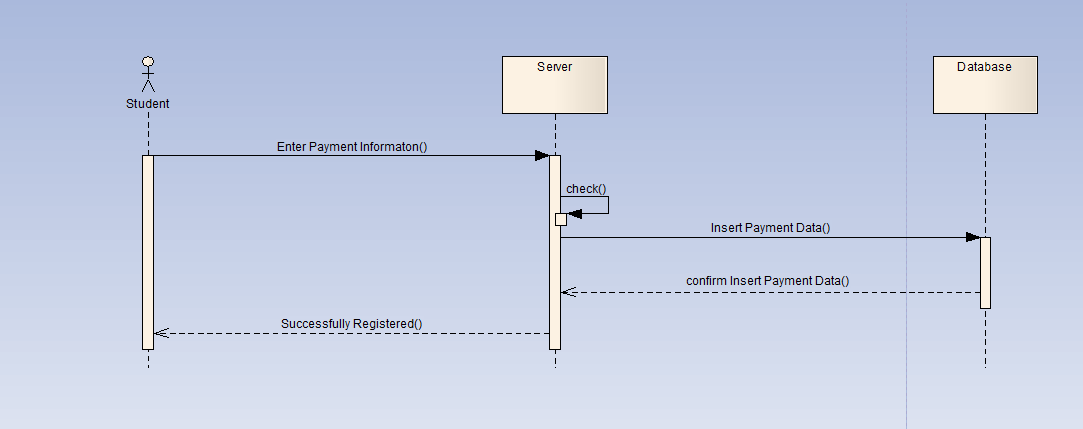 Student
Server
Database
Enter Payment Informaton()
check()
Insert Payment Data()
confirm Insert Payment Data()
Successfully Registered()